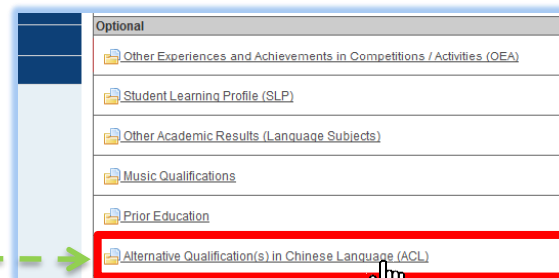 Optional
Other Experiences and Achievements in Competitions / Activities (OEA)
Student Learning Profile (SLP)
Other Academic Results (Language Subjects)
Music Qualifications
Prior Education
Alternative Qualification(s) in Chinese Language (ACL)